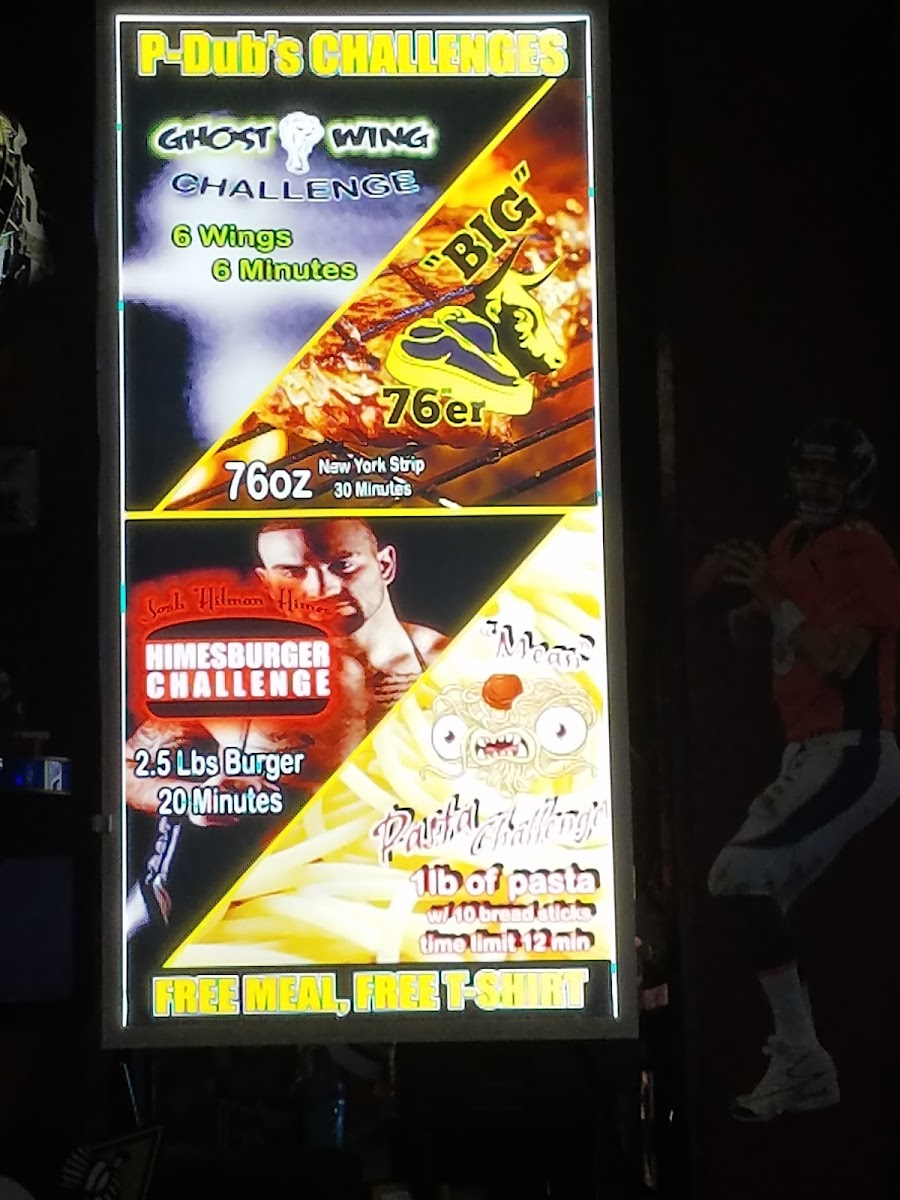 P-Dub's CHALLENGES
GHOST WING
CHALLENGE
6 Wings
6 Minutes
"BIG"
76er
76oz New York Strip
30 Minutes
Josh Hilman Himes
HIMESBURGER
CHALLENGE
2.5 Lbs Burger
20 Minutes
"Mean"
Pasta Challenge
1lb of pasta
w/ 10 bread sticks
time limit 12 min
FREE MEAL, FREE T-SHIRT